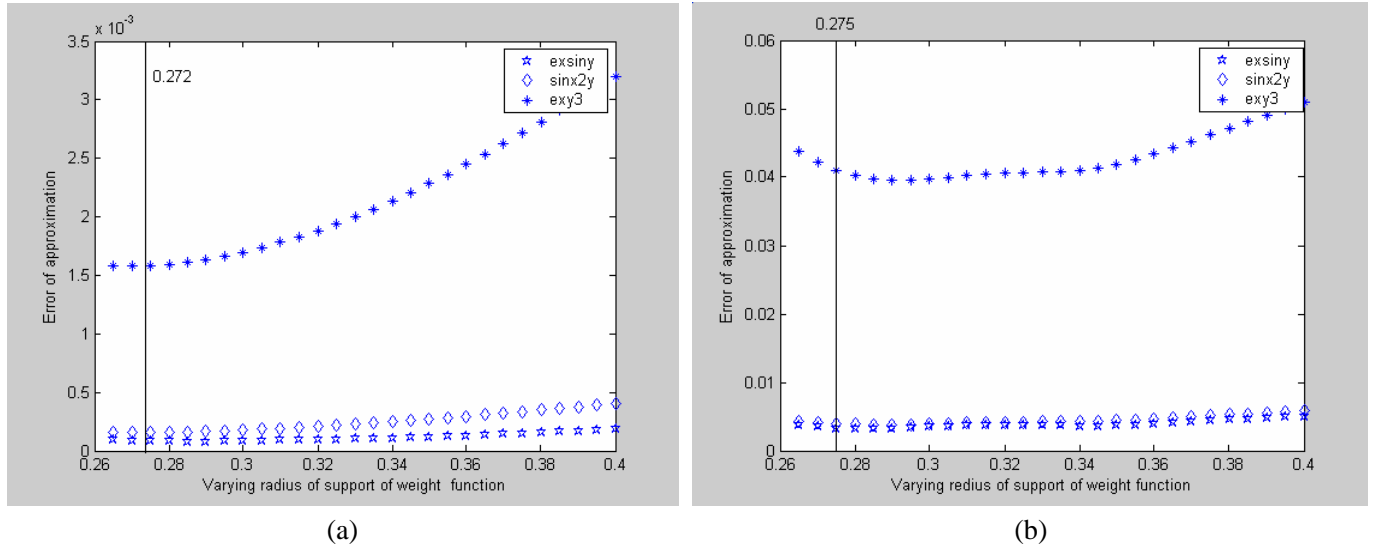 x 10⁻³
3.5
3
2.5
2
1.5
1
0.5
0
0.272
exsiny
sinx2y
exy3
Error of approximation
0.26 0.28 0.3 0.32 0.34 0.36 0.38 0.4
Varying radius of support of weight function
(a)
0.275
0.06
0.05
0.04
0.03
0.02
0.01
0
exsiny
sinx2y
exy3
Error of approximation
0.26 0.28 0.3 0.32 0.34 0.36 0.38 0.4
Varying redius of support of weight function
(b)